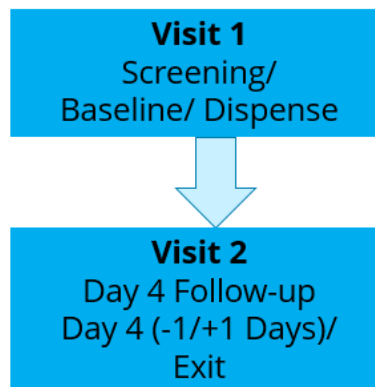 Visit 1
Screening/
Baseline/ Dispense
Visit 2
Day 4 Follow-up
Day 4 (-1/+1 Days)/
Exit